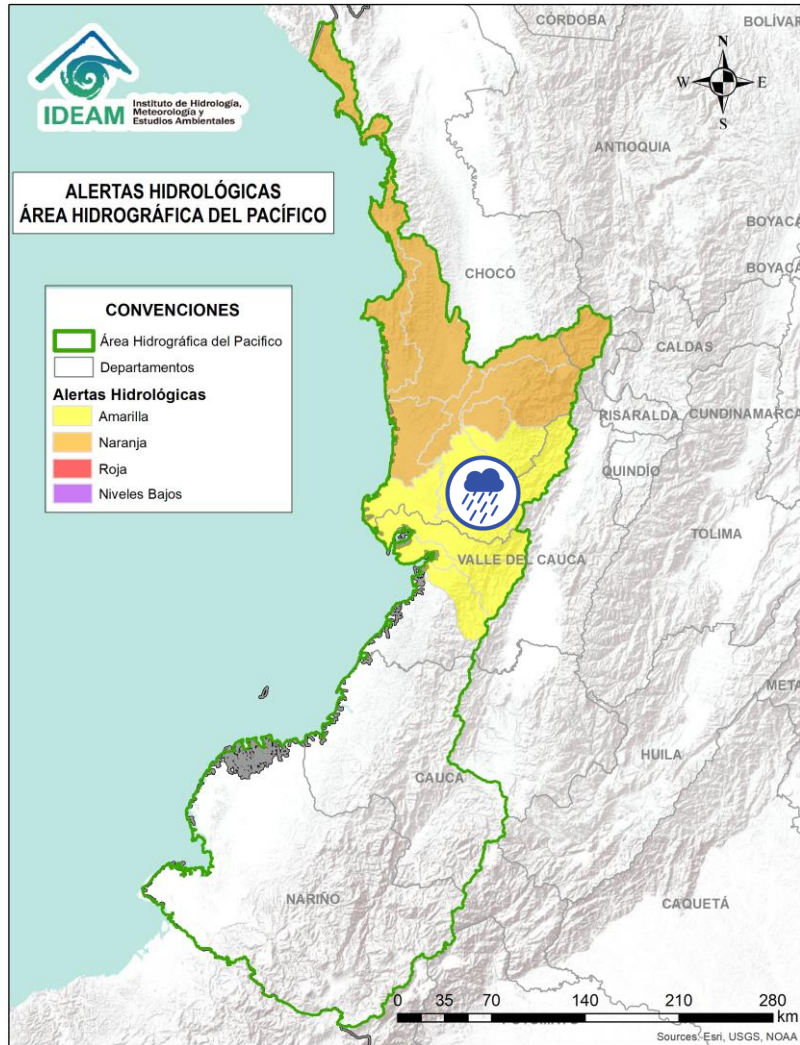 IDEAM
Instituto de Hidrología,
Meteorología y
Estudios Ambientales
ALERTAS HIDROLÓGICAS
ÁREA HIDROGRÁFICA DEL PACÍFICO
CONVENCIONES
Área Hidrográfica del Pacifico
Departamentos
Alertas Hidrológicas
Amarilla
Naranja
Roja
Niveles Bajos
CÓRDOBA
BOLÍVAR
N
W E
S
ANTIOQUIA
BOYACÁ
BOYACÁ
CHOCÓ
CALDAS
RISARALDA
CUNDINAMARCA
QUINDÍO
TOLIMA
VALLE DEL CAUCA
META
HUILA
CAUCA
NARIÑO
CAQUETÁ
0 35 70 140 210 280
km
Sources: Esri, USGS, NOAA